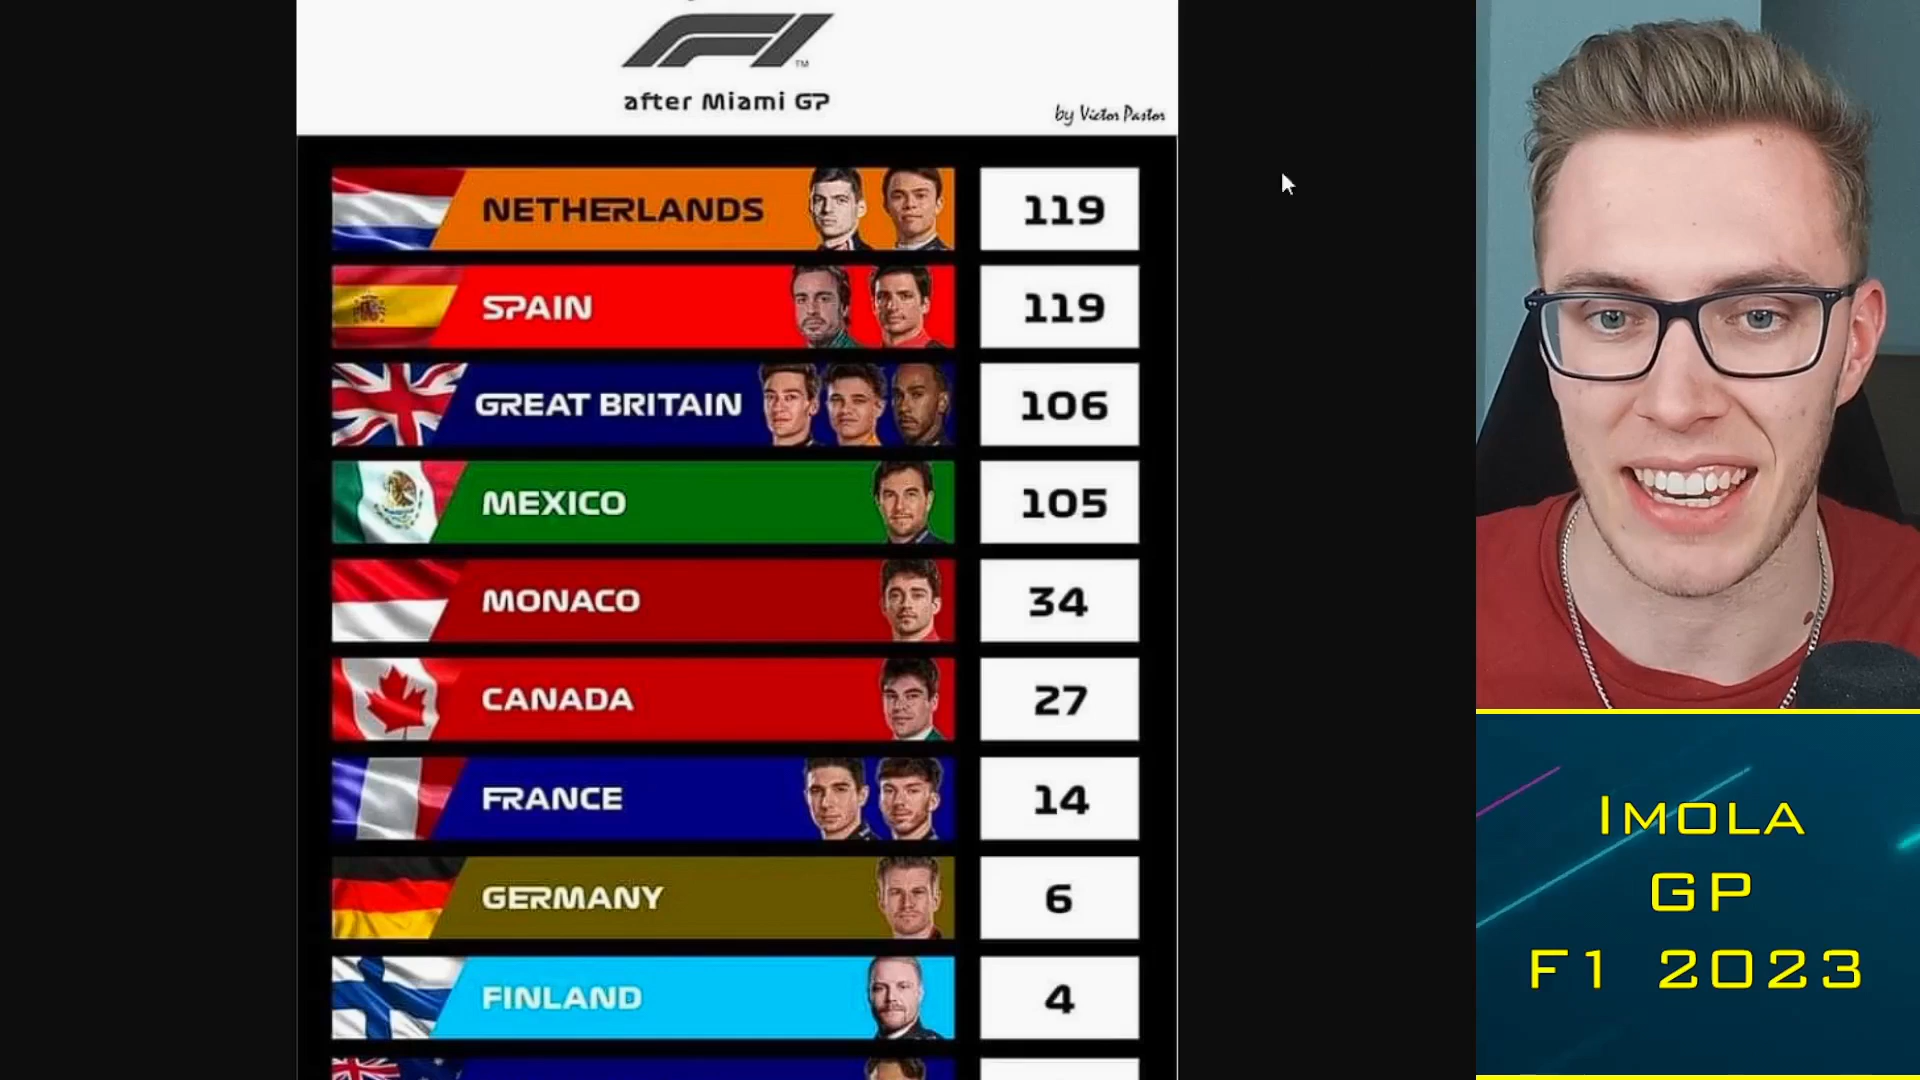 F1
TM
after Miami GP
by Victor Pastor
NETHERLANDS 119
SPAIN 119
GREAT BRITAIN 106
MEXICO 105
MONACO 34
CANADA 27
FRANCE 14
GERMANY 6
FINLAND 4
IMOLA
GP
F1 2023